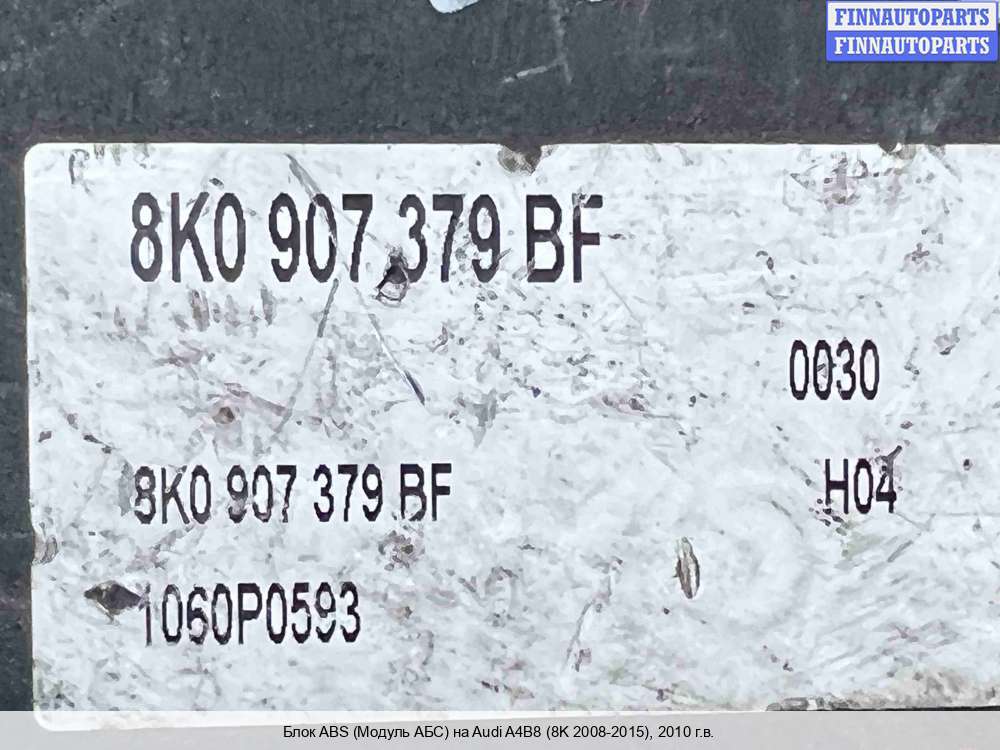 FINNAUTOPARTS
FINNAUTOPARTS
8K0 907 379 BF
0030
8K0 907 379 BF
H04
1060P0593
Блок ABS (Модуль АБС) на Audi A4B8 (8K 2008-2015), 2010 г.в.